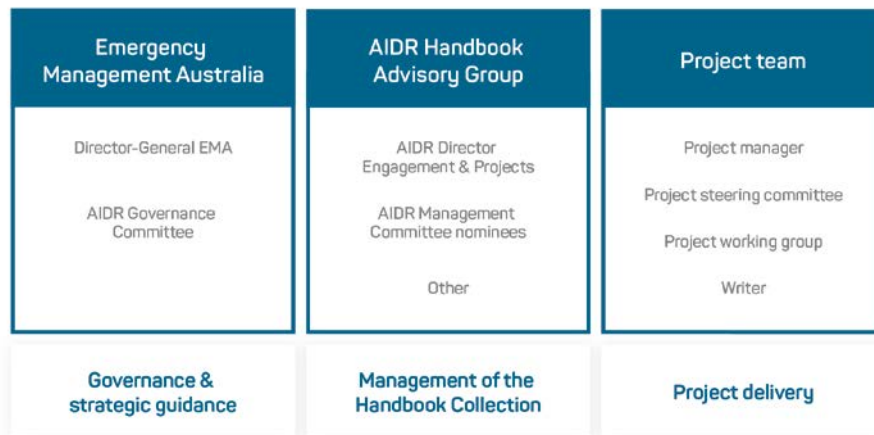 Emergency
Management Australia
Director-General EMA
AIDR Governance
Committee
Governance &
strategic guidance
AIDR Handbook
Advisory Group
AIDR Director
Engagement & Projects
AIDR Management
Committee nominees
Other
Management of the
Handbook Collection
Project team
Project manager
Project steering committee
Project working group
Writer
Project delivery